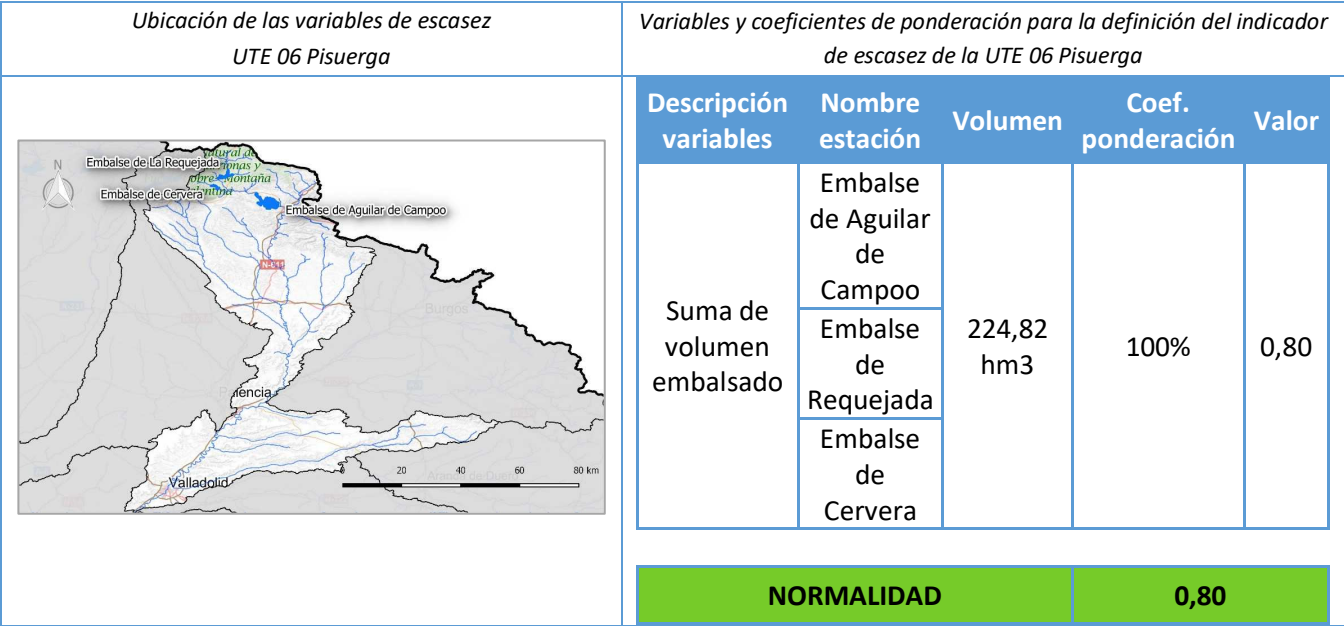 Ubicación de las variables de escasez
UTE 06 Pisuerga
Variables y coeficientes de ponderación para la definición del indicador
de escasez de la UTE 06 Pisuerga
N
Embalse de La Requejada
Embalse de Cervera
Montaña
Embalse de Aguilar de Campoo
Burgos
Valladolid
20
40
60
80 km
Descripción
variables
Nombre
estación
Volumen
Coef.
ponderación
Valor
Suma de
volumen
embalsado
Embalse
de Aguilar
de
Campoo
Embalse
de
Requejada
Embalse
de
Cervera
224,82
hm3
100%
0,80
NORMALIDAD
0,80